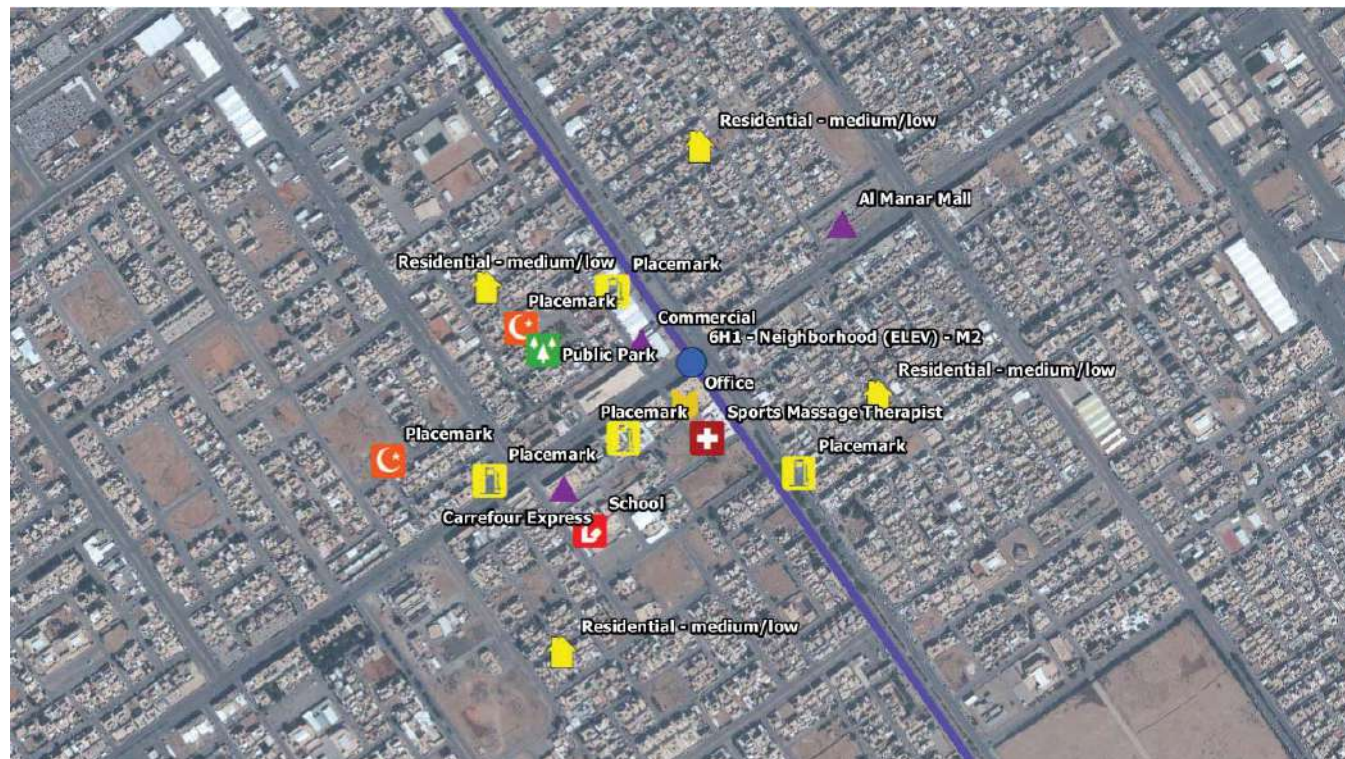 Residential - medium/low
Al Manar Mall
Residential - medium/low
Placemark
Placemark
Commercial
6H1 - Neighborhood (ELEV) - M2
Public Park
Residential - medium/low
Office
Placemark
Sports Massage Therapist
Placemark
Placemark
Placemark
School
Carrefour Express
Residential - medium/low